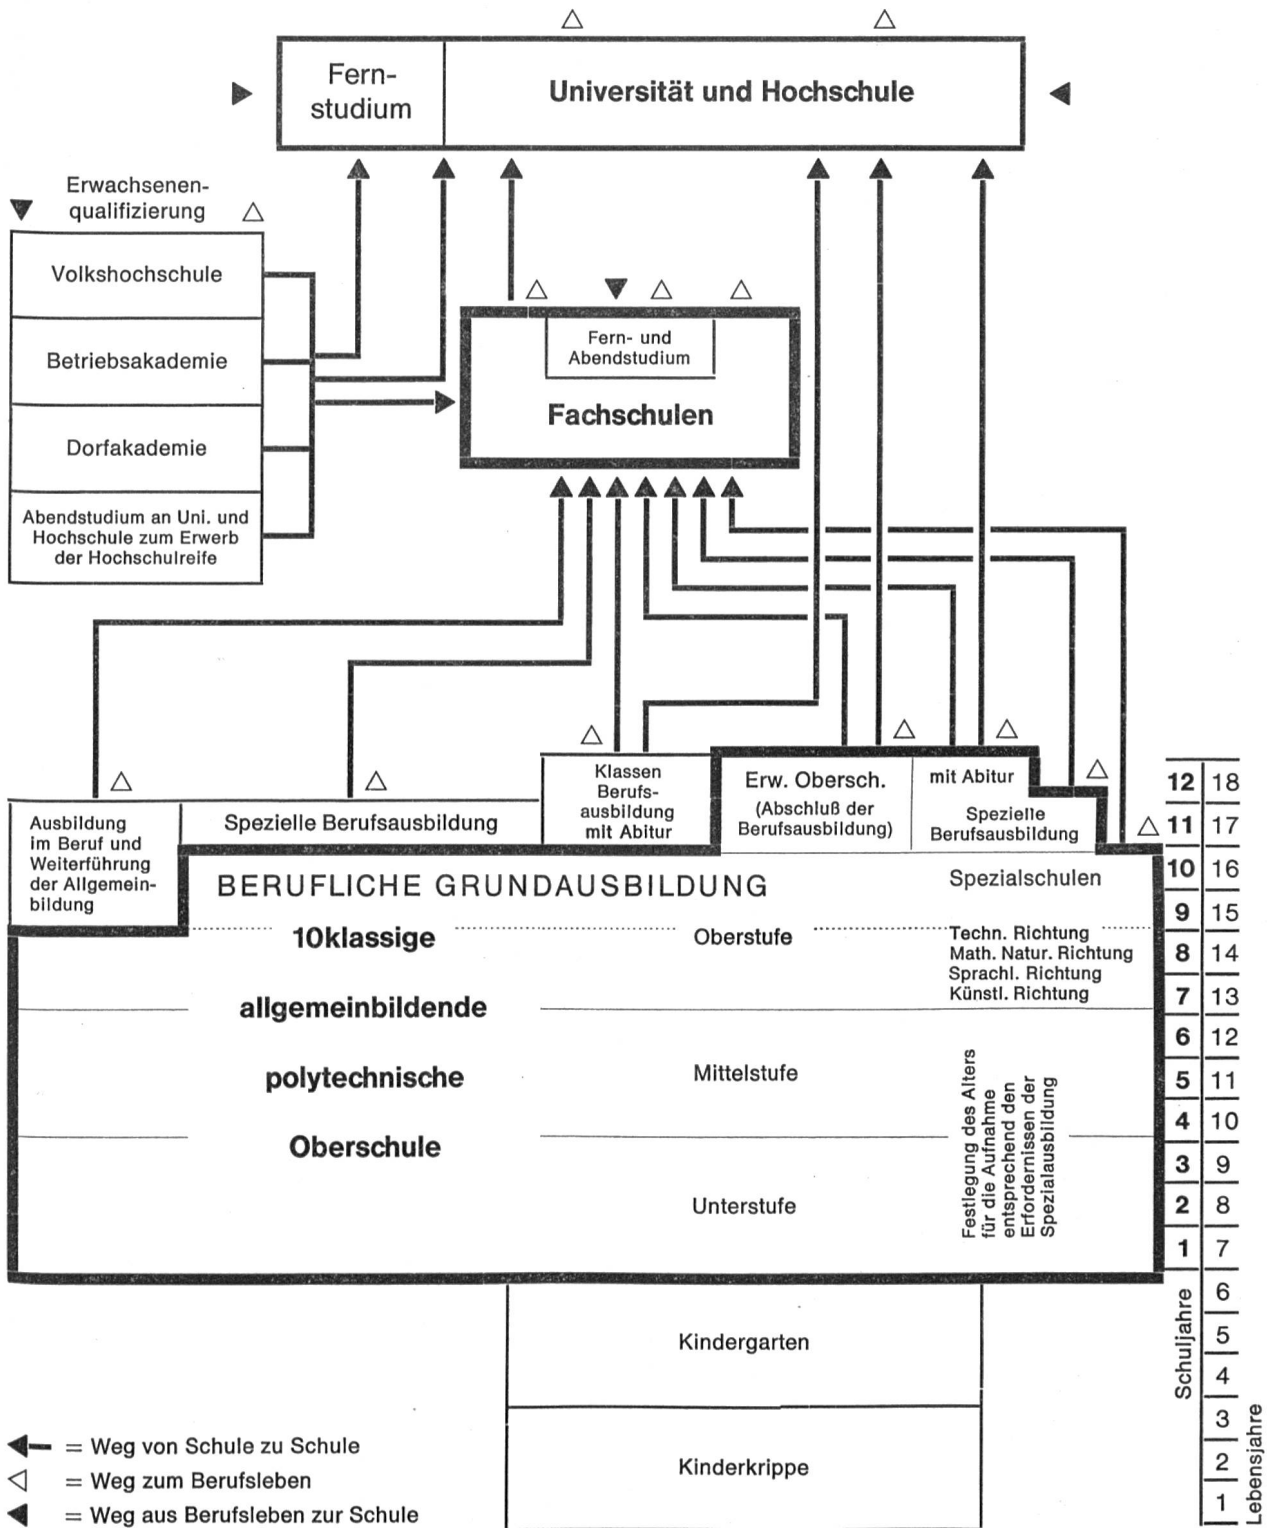 Fern-
studium
Universität und Hochschule
Erwachsenen-
qualifizierung
Volkshochschule
Betriebsakademie
Dorfakademie
Abendstudium an Uni. und
Hochschule zum Erwerb
der Hochschulreife
Fern- und
Abendstudium
Fachschulen
Ausbildung
im Beruf und
Weiterführung
der Allgemein-
bildung
Spezielle Berufsausbildung
Klassen
Berufs-
ausbildung
mit Abitur
Erw. Obersch.
(Abschluß der
Berufsausbildung)
mit Abitur
Spezielle
Berufsausbildung
BERUFLICHE GRUNDAUSBILDUNG
Spezialschulen
10klassige
allgemeinbildende
polytechnische
Oberschule
Oberstufe
Mittelstufe
Unterstufe
Techn. Richtung
Math. Natur. Richtung
Sprachl. Richtung
Künstl. Richtung
Festlegung des Alters
für die Aufnahme
entsprechend den
Erfordernissen der
Spezialausbildung
12 18
11 17
10 16
9 15
8 14
7 13
6 12
5 11
4 10
3 9
2 8
1 7
6
5
4
3
2
1
Schuljahre
Lebensjahre
Kindergarten
Kinderkrippe
= Weg von Schule zu Schule
= Weg zum Berufsleben
= Weg aus Berufsleben zur Schule